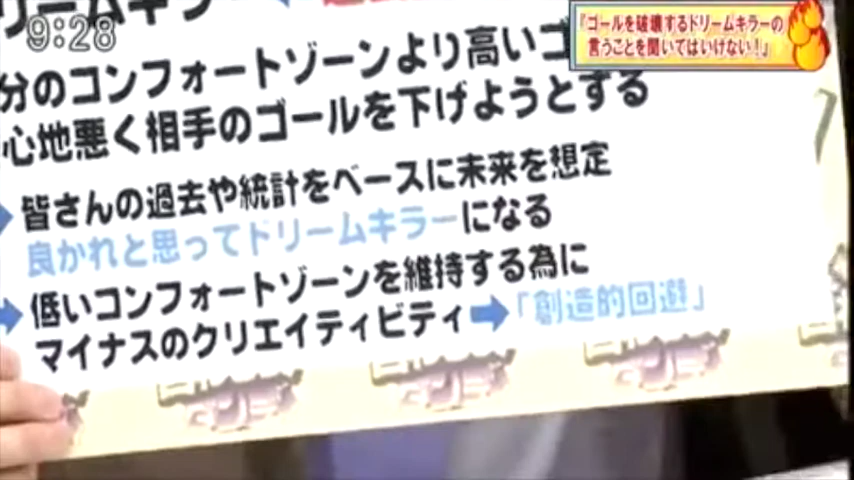 リームキラー
9:28
『ゴールを破壊するドリームキラーの
言うことを聞いてはいけない!』
分のコンフォートゾーンより高いゴ
心地悪く相手のゴールを下げようとする
皆さんの過去や統計をベースに未来を想定
良かれと思ってドリームキラーになる
低いコンフォートゾーンを維持する為に
マイナスのクリエイティビティ➡「創造的回避」